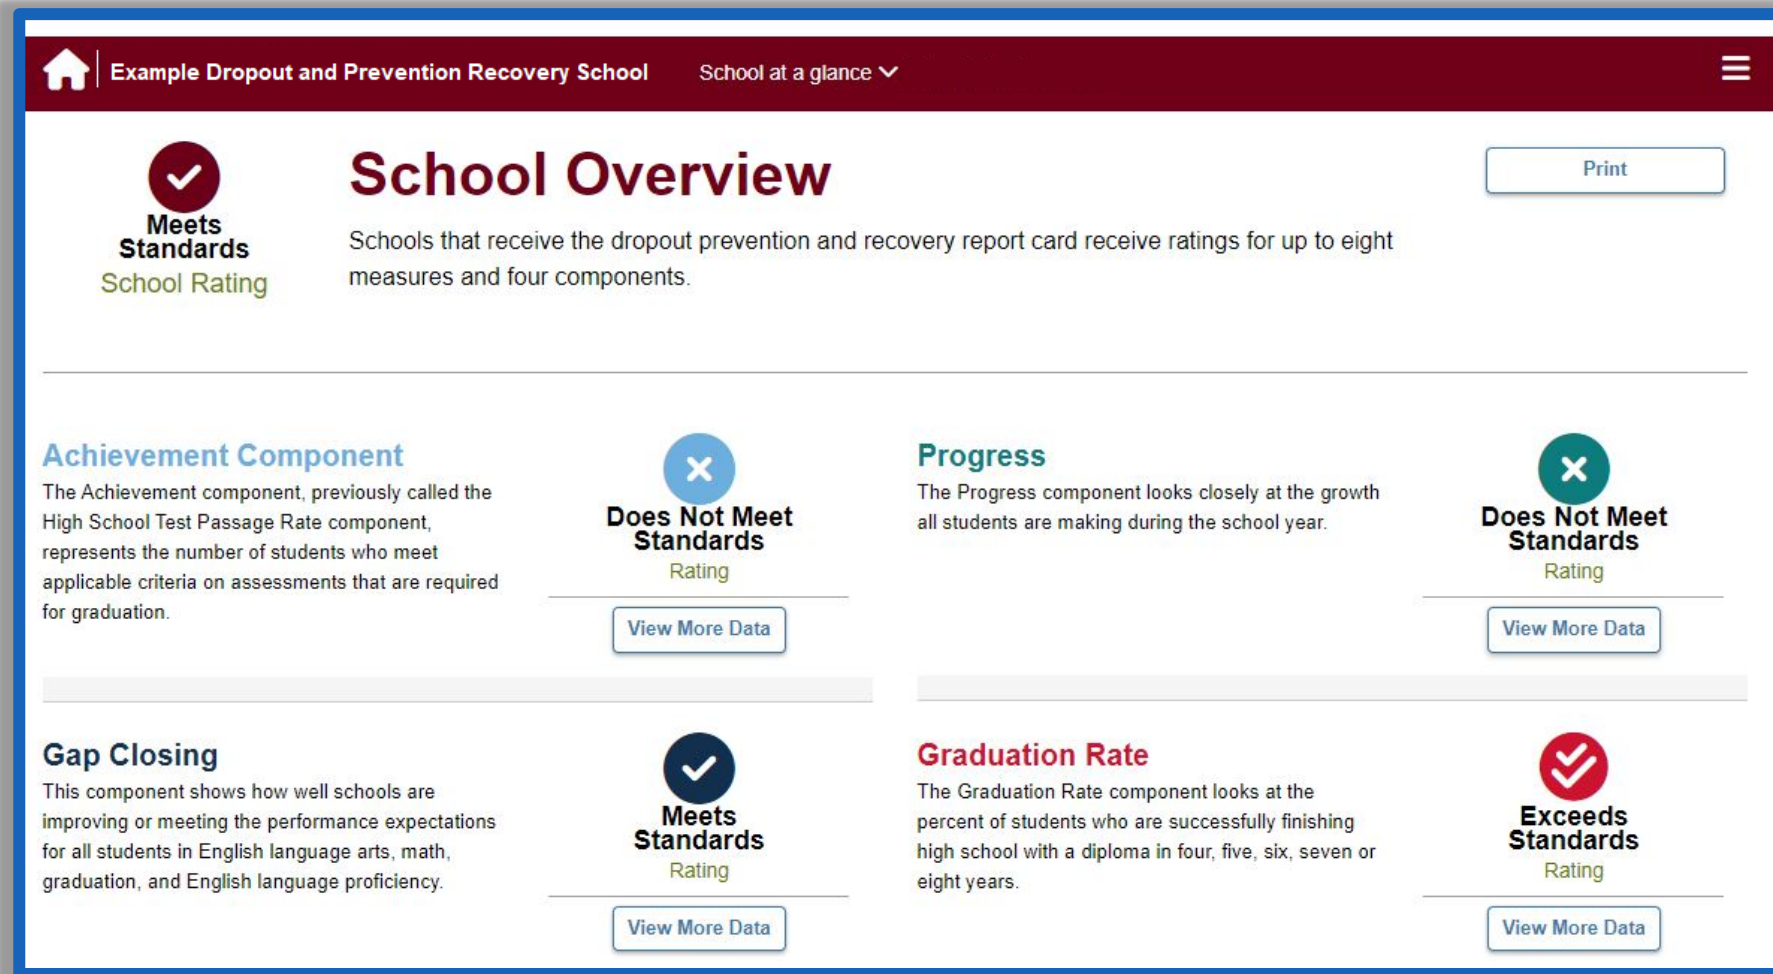 Example Dropout and Prevention Recovery School
School at a glance
Meets
Standards
School Rating
School Overview
Schools that receive the dropout prevention and recovery report card receive ratings for up to eight
measures and four components.
Print
Achievement Component
The Achievement component, previously called the
High School Test Passage Rate component,
represents the number of students who meet
applicable criteria on assessments that are required
for graduation.
Does Not Meet
Standards
Rating
View More Data
Progress
The Progress component looks closely at the growth
all students are making during the school year.
Does Not Meet
Standards
Rating
View More Data
Gap Closing
This component shows how well schools are
improving or meeting the performance expectations
for all students in English language arts, math,
graduation, and English language proficiency.
Meets
Standards
Rating
View More Data
Graduation Rate
The Graduation Rate component looks at the
percent of students who are successfully finishing
high school with a diploma in four, five, six, seven or
eight years.
Exceeds
Standards
Rating
View More Data